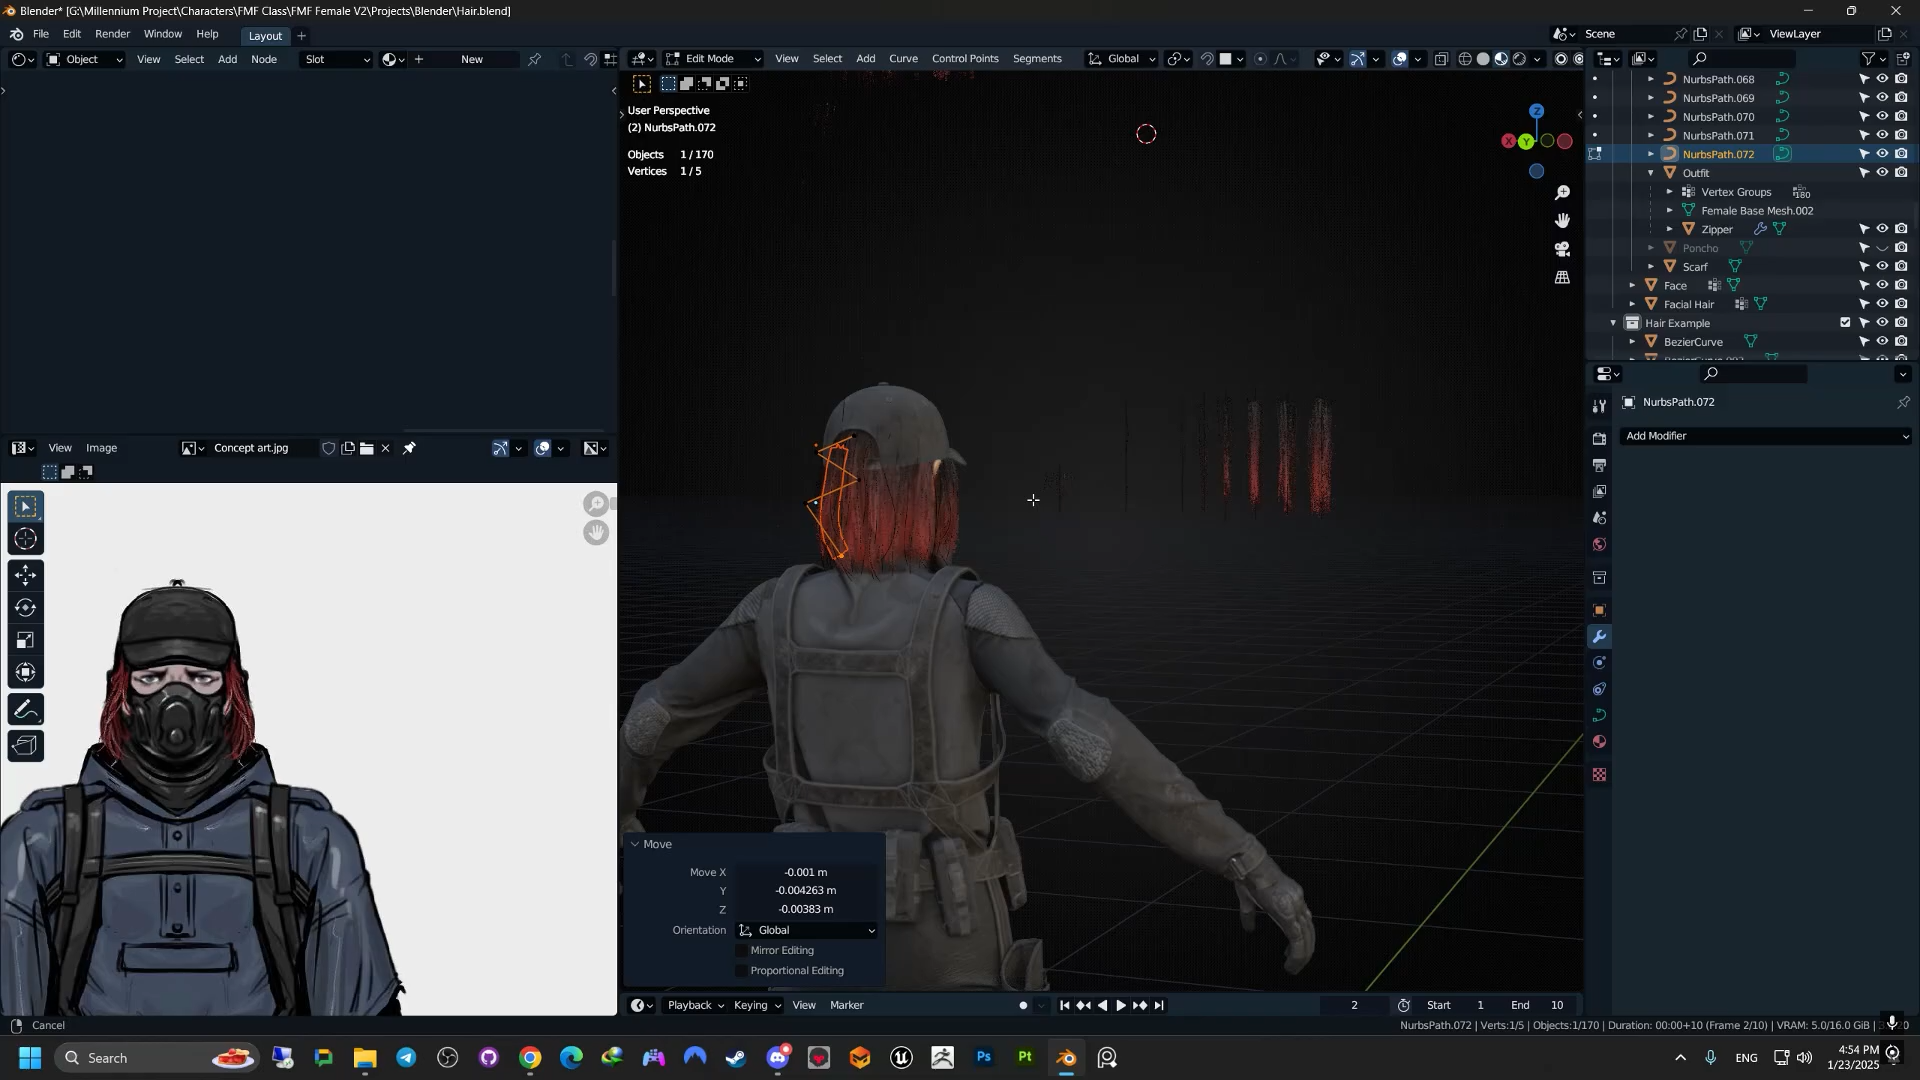 Blender* [G:\Millennium Project\Characters\FMF Class\FMF Female V2\Projects\Blender\Hair.blend]
File Edit Render Window Help Layout +
Scene ViewLayer
Object View Select Add Node Slot New
Edit Mode View Select Add Curve Control Points Segments Global
User Perspective
(2) NurbsPath.072
Objects 1 / 170
Vertices 1 / 5
Z
X Y
NurbsPath.068
NurbsPath.069
NurbsPath.070
NurbsPath.071
NurbsPath.072
Outfit
Vertex Groups 180
Female Base Mesh.002
Zipper
Poncho
Scarf
Face
Facial Hair
Hair Example
BezierCurve
NurbsPath.072
Add Modifier
View Image Concept art.jpg
Move
Move X -0.001 m
Y -0.004263 m
Z -0.00383 m
Orientation Global
Mirror Editing
Proportional Editing
Playback Keying View Marker 2 Start 1 End 10
Cancel
NurbsPath.072 | Verts:1/5 | Objects:1/170 | Duration: 00:00+10 (Frame 2/10) | VRAM: 5.0/16.0 GiB
Search
Ps Pt
ENG
4:54 PM
1/23/2025